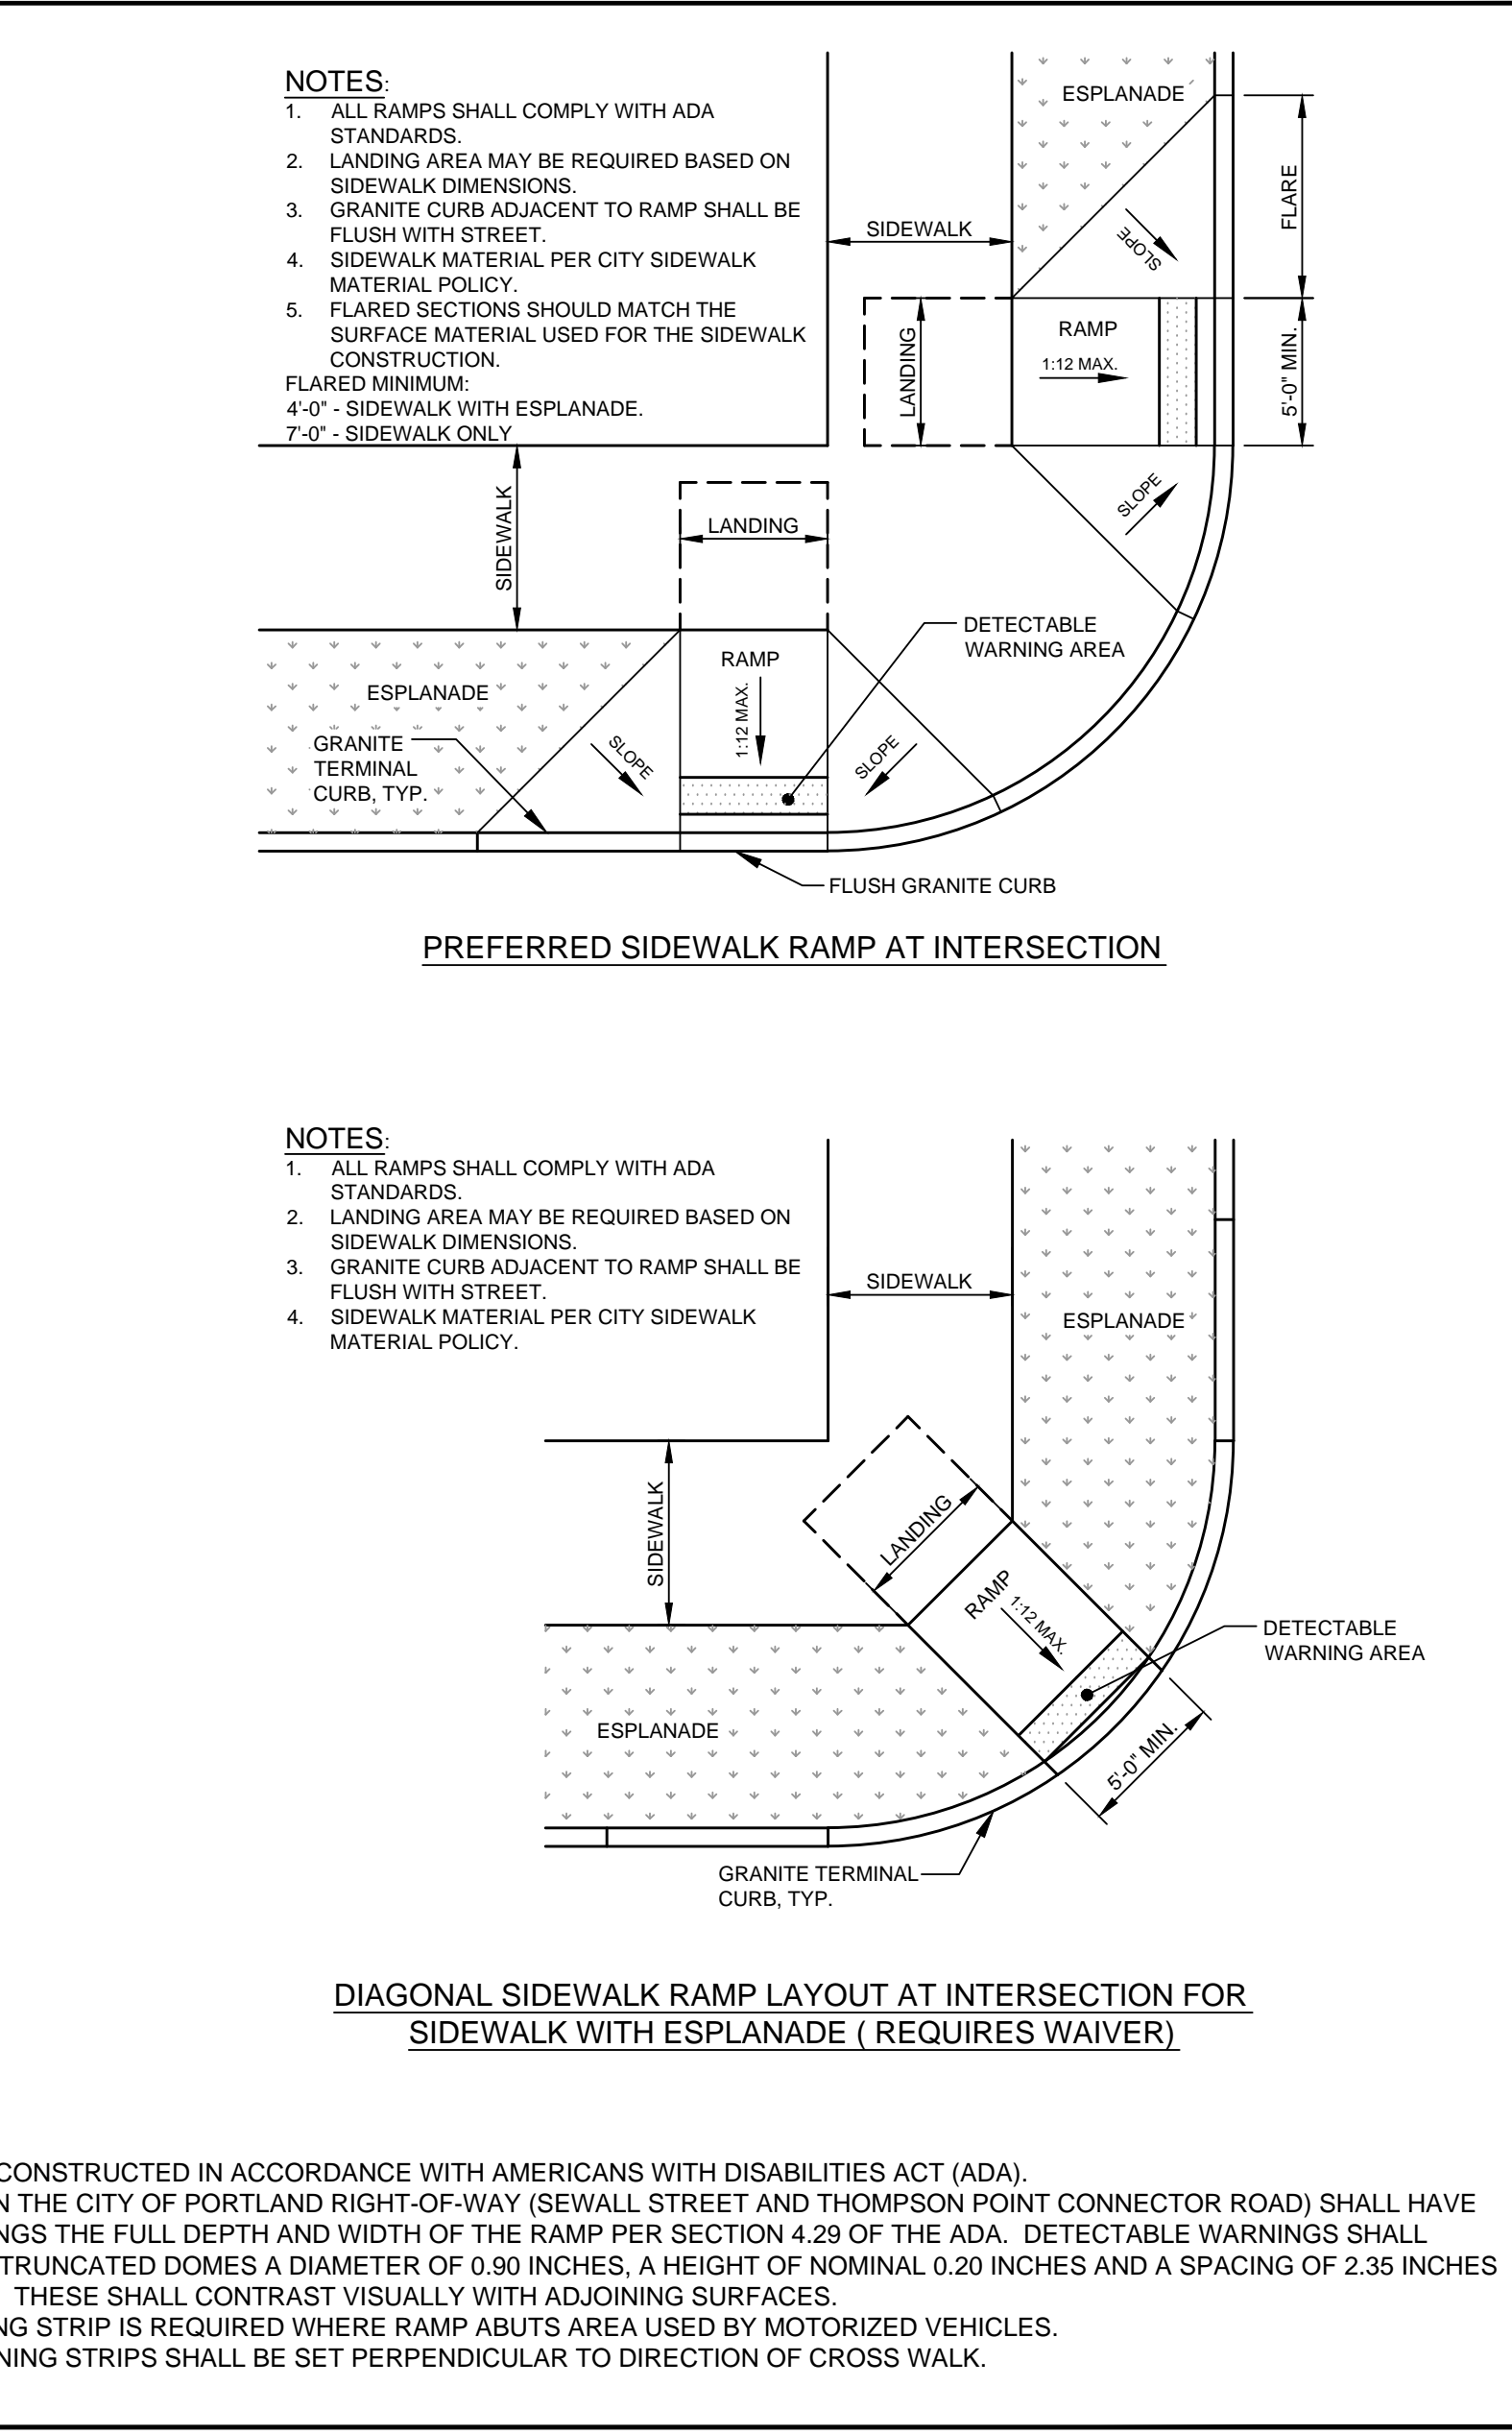 NOTES:
1. ALL RAMPS SHALL COMPLY WITH ADA
STANDARDS.
2. LANDING AREA MAY BE REQUIRED BASED ON
SIDEWALK DIMENSIONS.
3. GRANITE CURB ADJACENT TO RAMP SHALL BE
FLUSH WITH STREET.
4. SIDEWALK MATERIAL PER CITY SIDEWALK
MATERIAL POLICY.
5. FLARED SECTIONS SHOULD MATCH THE
SURFACE MATERIAL USED FOR THE SIDEWALK
CONSTRUCTION.
FLARED MINIMUM:
4'-0" - SIDEWALK WITH ESPLANADE.
7'-0" - SIDEWALK ONLY
ESPLANADE
FLARE
SIDEWALK
SLOPE
LANDING
RAMP
1:12 MAX.
5'-0" MIN.
SLOPE
SIDEWALK
LANDING
DETECTABLE
WARNING AREA
RAMP
1:12 MAX.
ESPLANADE
GRANITE
TERMINAL
CURB, TYP.
SLOPE
SLOPE
FLUSH GRANITE CURB
PREFERRED SIDEWALK RAMP AT INTERSECTION
NOTES:
1. ALL RAMPS SHALL COMPLY WITH ADA
STANDARDS.
2. LANDING AREA MAY BE REQUIRED BASED ON
SIDEWALK DIMENSIONS.
3. GRANITE CURB ADJACENT TO RAMP SHALL BE
FLUSH WITH STREET.
4. SIDEWALK MATERIAL PER CITY SIDEWALK
MATERIAL POLICY.
SIDEWALK
ESPLANADE
SIDEWALK
LANDING
RAMP
1:12 MAX.
DETECTABLE
WARNING AREA
ESPLANADE
5'-0" MIN.
GRANITE TERMINAL
CURB, TYP.
DIAGONAL SIDEWALK RAMP LAYOUT AT INTERSECTION FOR
SIDEWALK WITH ESPLANADE ( REQUIRES WAIVER)
CONSTRUCTED IN ACCORDANCE WITH AMERICANS WITH DISABILITIES ACT (ADA).
N THE CITY OF PORTLAND RIGHT-OF-WAY (SEWALL STREET AND THOMPSON POINT CONNECTOR ROAD) SHALL HAVE
NGS THE FULL DEPTH AND WIDTH OF THE RAMP PER SECTION 4.29 OF THE ADA. DETECTABLE WARNINGS SHALL
TRUNCATED DOMES A DIAMETER OF 0.90 INCHES, A HEIGHT OF NOMINAL 0.20 INCHES AND A SPACING OF 2.35 INCHES
THESE SHALL CONTRAST VISUALLY WITH ADJOINING SURFACES.
NG STRIP IS REQUIRED WHERE RAMP ABUTS AREA USED BY MOTORIZED VEHICLES.
NING STRIPS SHALL BE SET PERPENDICULAR TO DIRECTION OF CROSS WALK.